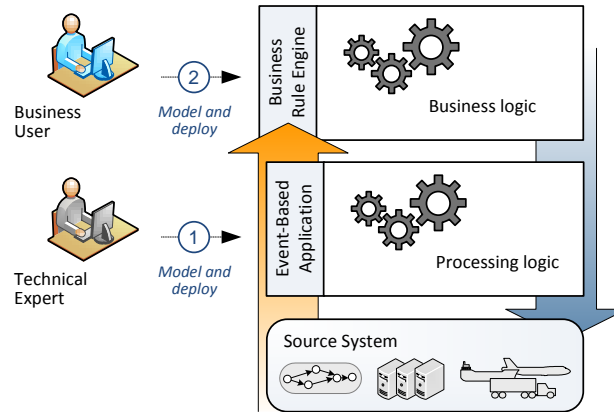 Business
User
2
Model and
deploy
Business
Rule Engine
Business logic
Technical
Expert
1
Model and
deploy
Event-Based
Application
Processing logic
Source System